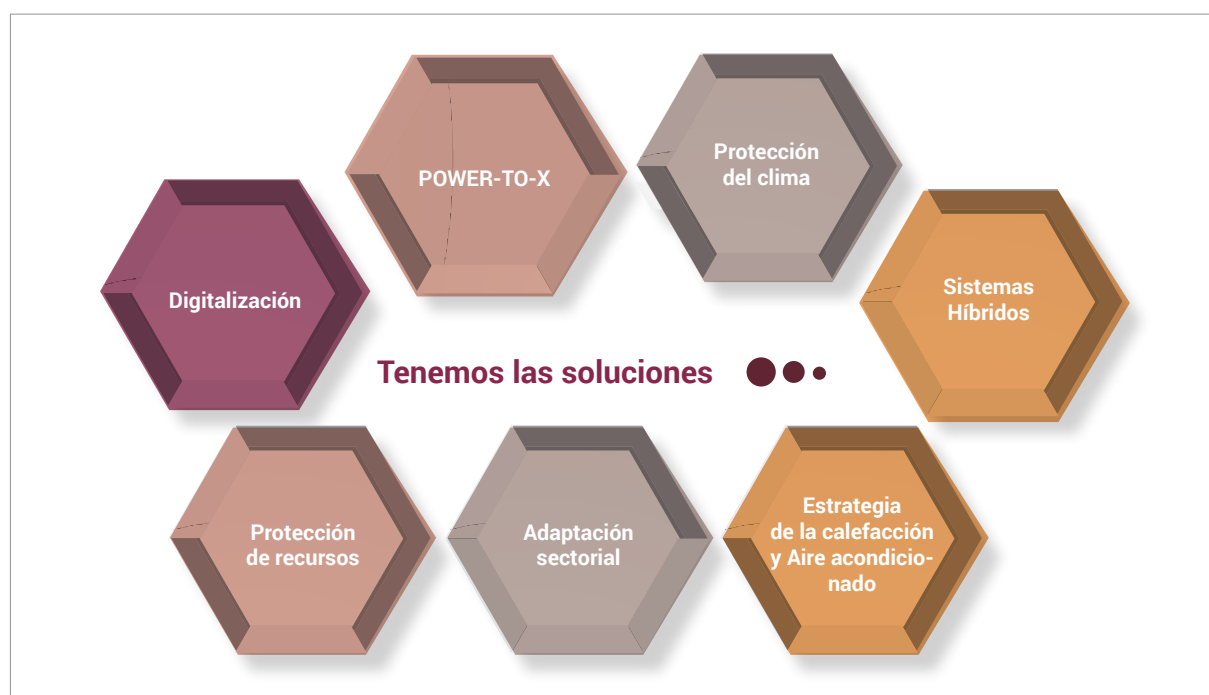 POWER-TO-X
Protección
del clima
Digitalización
Sistemas
Híbridos
Tenemos las soluciones
Protección
de recursos
Adaptación
sectorial
Estrategia
de la calefacción
y Aire acondicio-
nado